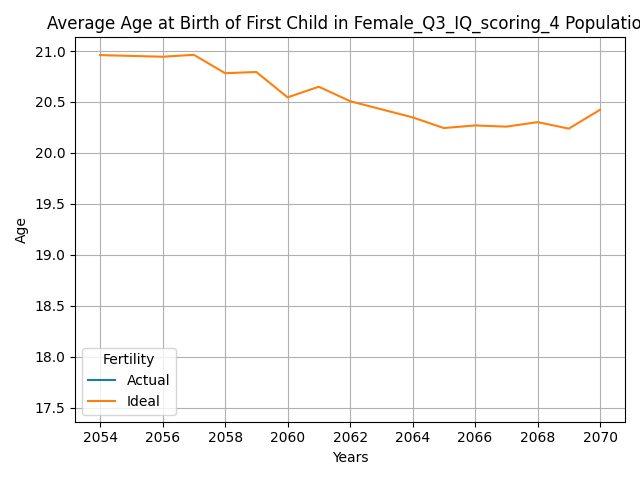 Average Age at Birth of First Child in Female_Q3_IQ_scoring_4 Populatio
21.0
20.5
20.0
19.5
19.0
18.5
18.0
17.5
Age
Fertility
Actual
Ideal
2054 2056 2058 2060 2062 2064 2066 2068 2070
Years